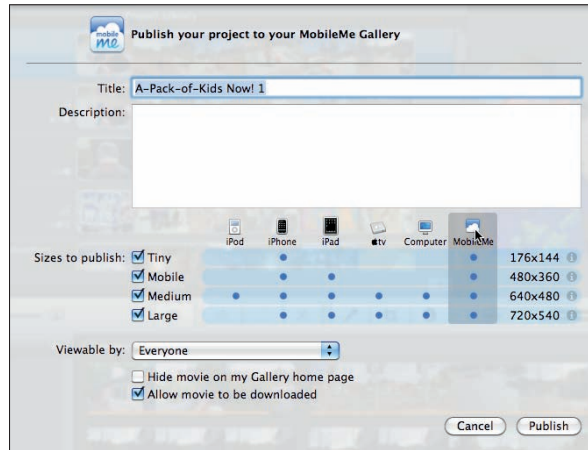 mobile me
Publish your project to your MobileMe Gallery
Title: A-Pack-of-Kids Now! 1
Description:
iPod iPhone iPad tv Computer MobileMe
Sizes to publish: Tiny 176x144
Mobile 480x360
Medium 640x480
Large 720x540
Viewable by: Everyone
Hide movie on my Gallery home page
Allow movie to be downloaded
Cancel Publish